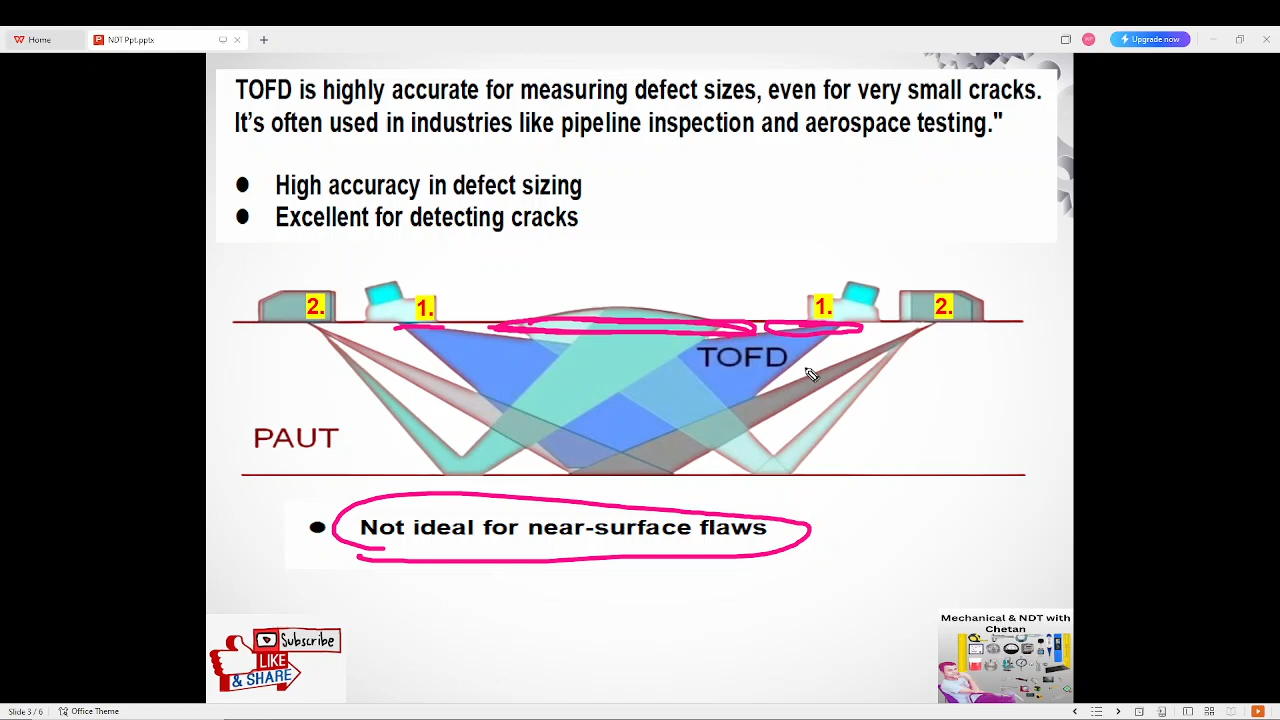 Home
NDT Ppt.pptx
Upgrade now
TOFD is highly accurate for measuring defect sizes, even for very small cracks.
It's often used in industries like pipeline inspection and aerospace testing."
● High accuracy in defect sizing
● Excellent for detecting cracks
2.
1.
1.
2.
TOFD
PAUT
● Not ideal for near-surface flaws
Subscribe
LIKE
& SHARE
Mechanical & NDT with
Chetan
Slide 3 / 6
Office Theme